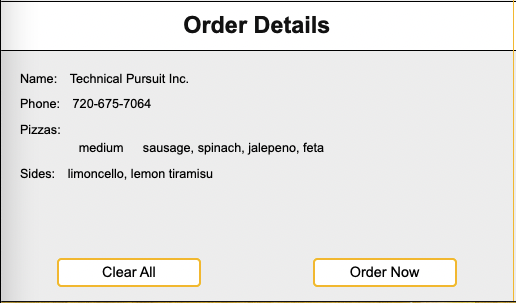 Order Details
Name: Technical Pursuit Inc.
Phone: 720-675-7064
Pizzas:
medium sausage, spinach, jalepeno, feta
Sides: limoncello, lemon tiramisu
Clear All Order Now